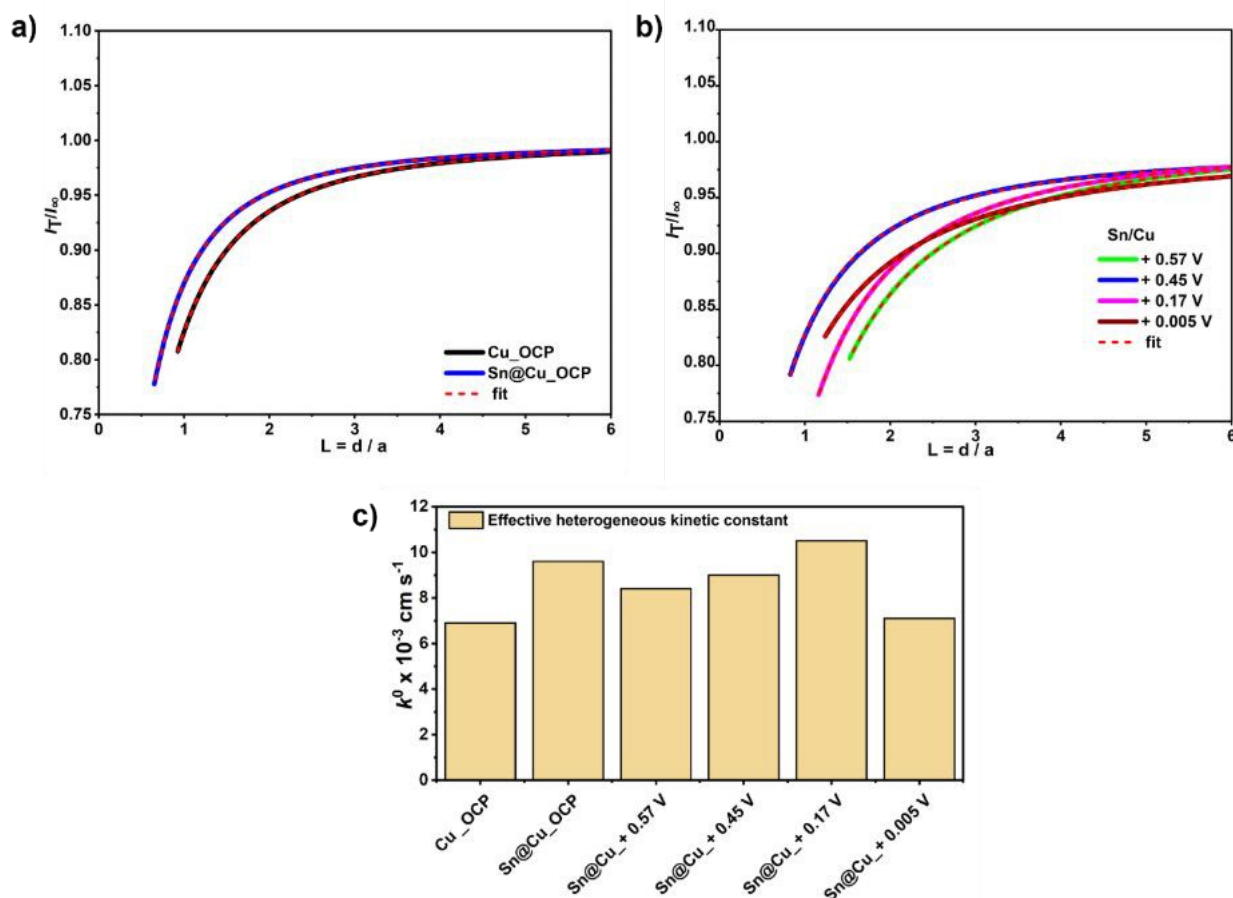 a)
1.10
1.05
1.00
0.95
0.90
0.85
0.80
0.75
I_T/I_∞
0 1 2 3 4 5 6
L = d / a
Cu_OCP
Sn@Cu_OCP
fit
b)
1.10
1.05
1.00
0.95
0.90
0.85
0.80
0.75
I_T/I_∞
0 1 2 3 4 5 6
L = d / a
Sn/Cu
+ 0.57 V
+ 0.45 V
+ 0.17 V
+ 0.005 V
fit
c)
Effective heterogeneous kinetic constant
12
10
8
6
4
2
0
k⁰ x 10⁻³ cm s⁻¹
Cu _OCP
Sn@Cu_OCP
Sn@Cu_+ 0.57 V
Sn@Cu_+ 0.45 V
Sn@Cu_+ 0.17 V
Sn@Cu_+ 0.005 V